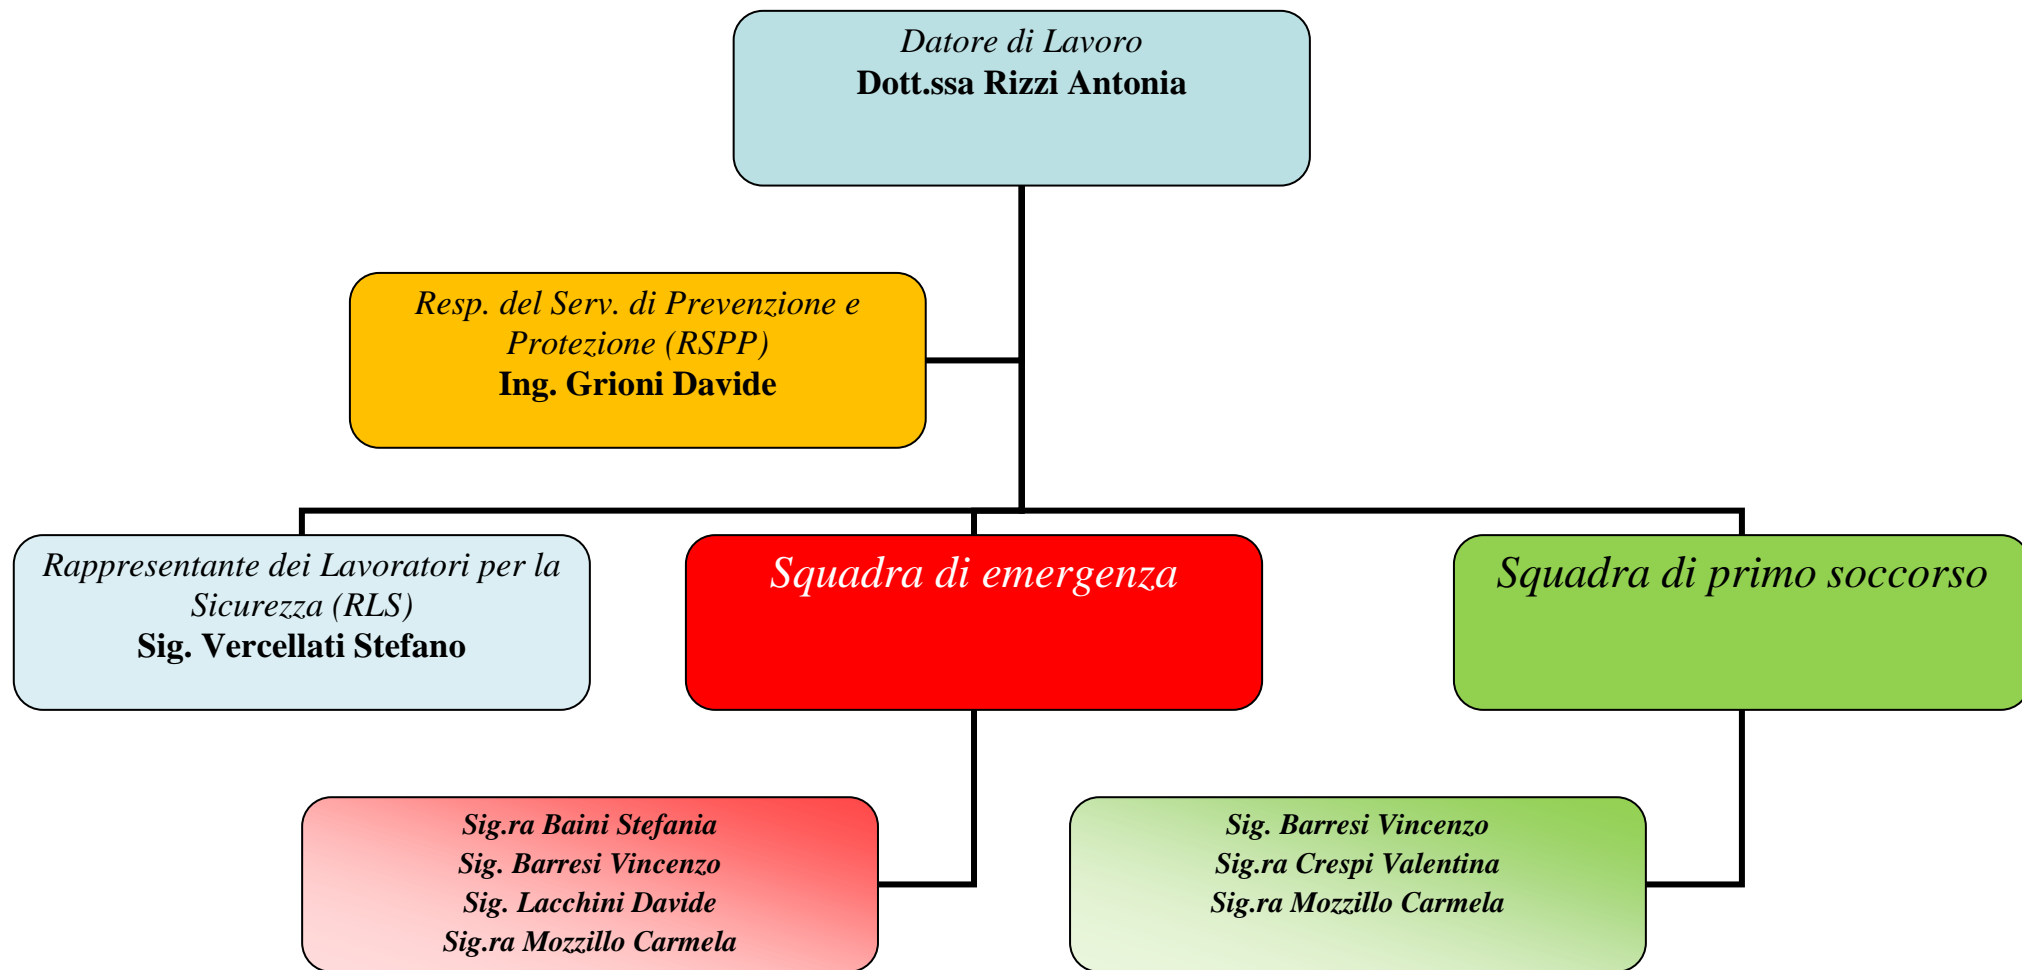 Datore di Lavoro
Dott.ssa Rizzi Antonia
Resp. del Serv. di Prevenzione e
Protezione (RSPP)
Ing. Grioni Davide
Rappresentante dei Lavoratori per la
Sicurezza (RLS)
Sig. Vercellati Stefano
Squadra di emergenza
Squadra di primo soccorso
Sig.ra Baini Stefania
Sig. Barresi Vincenzo
Sig. Lacchini Davide
Sig.ra Mozzillo Carmela
Sig. Barresi Vincenzo
Sig.ra Crespi Valentina
Sig.ra Mozzillo Carmela